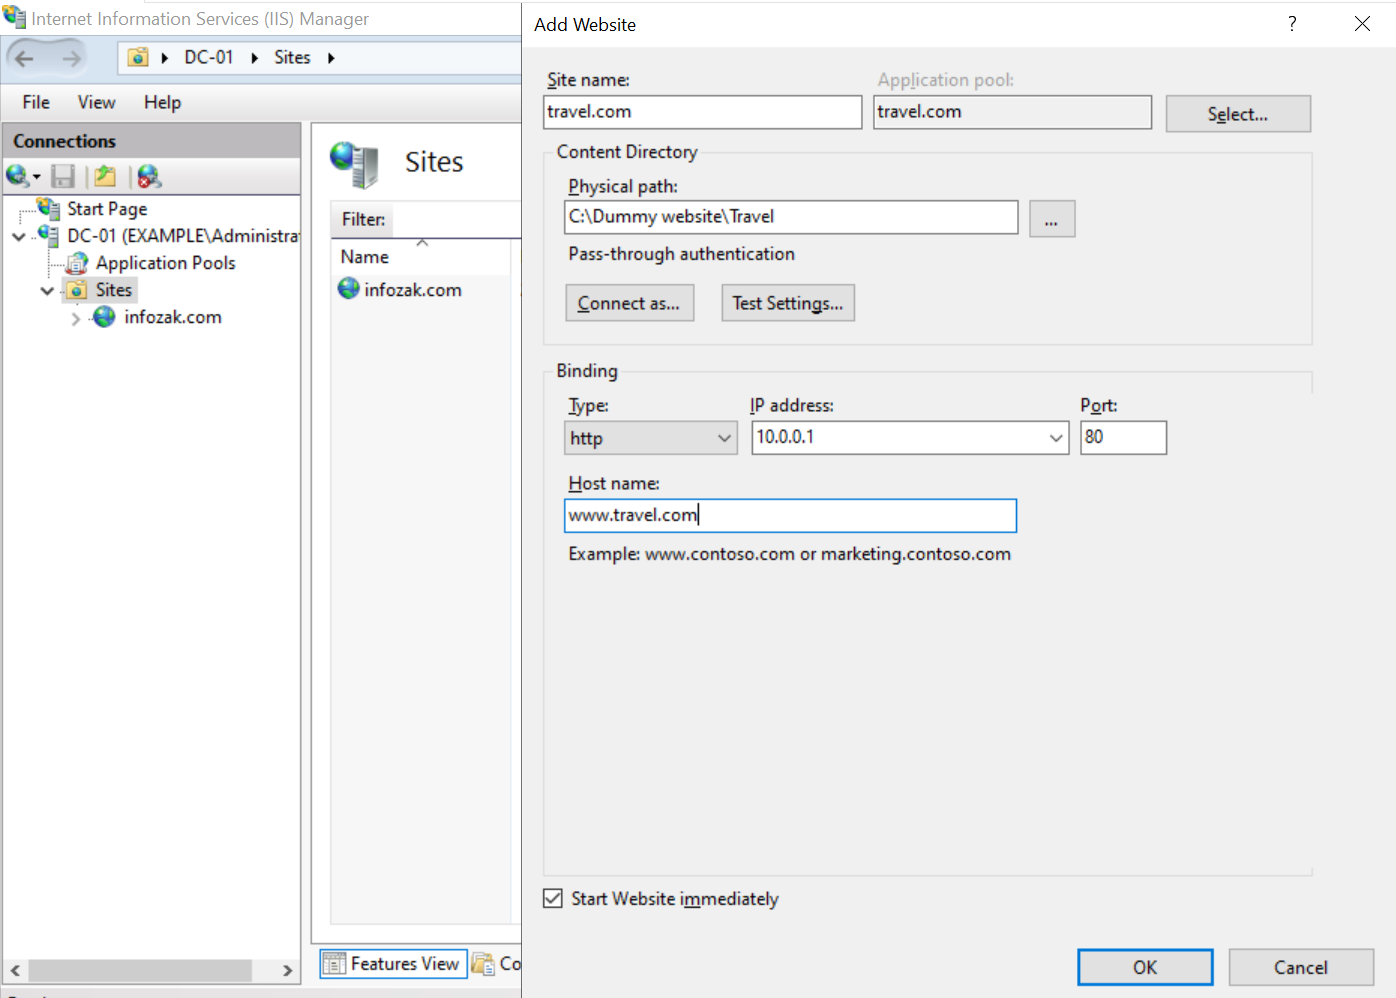 Internet Information Services (IIS) Manager
DC-01 Sites
File View Help
Connections
Start Page
DC-01 (EXAMPLE\Administra
Application Pools
Sites
infozak.com
Sites
Filter:
Name
infozak.com
Features View Co
Add Website ?
Site name: Application pool:
travel.com travel.com Select...
Content Directory
Physical path:
C:\Dummy website\Travel ...
Pass-through authentication
Connect as... Test Settings...
Binding
Type: IP address: Port:
http 10.0.0.1 80
Host name:
www.travel.com
Example: www.contoso.com or marketing.contoso.com
Start Website immediately
OK Cancel